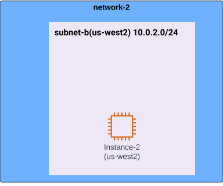 network-2
subnet-b(us-west2) 10.0.2.0/24
Instance-2
(us-west2)